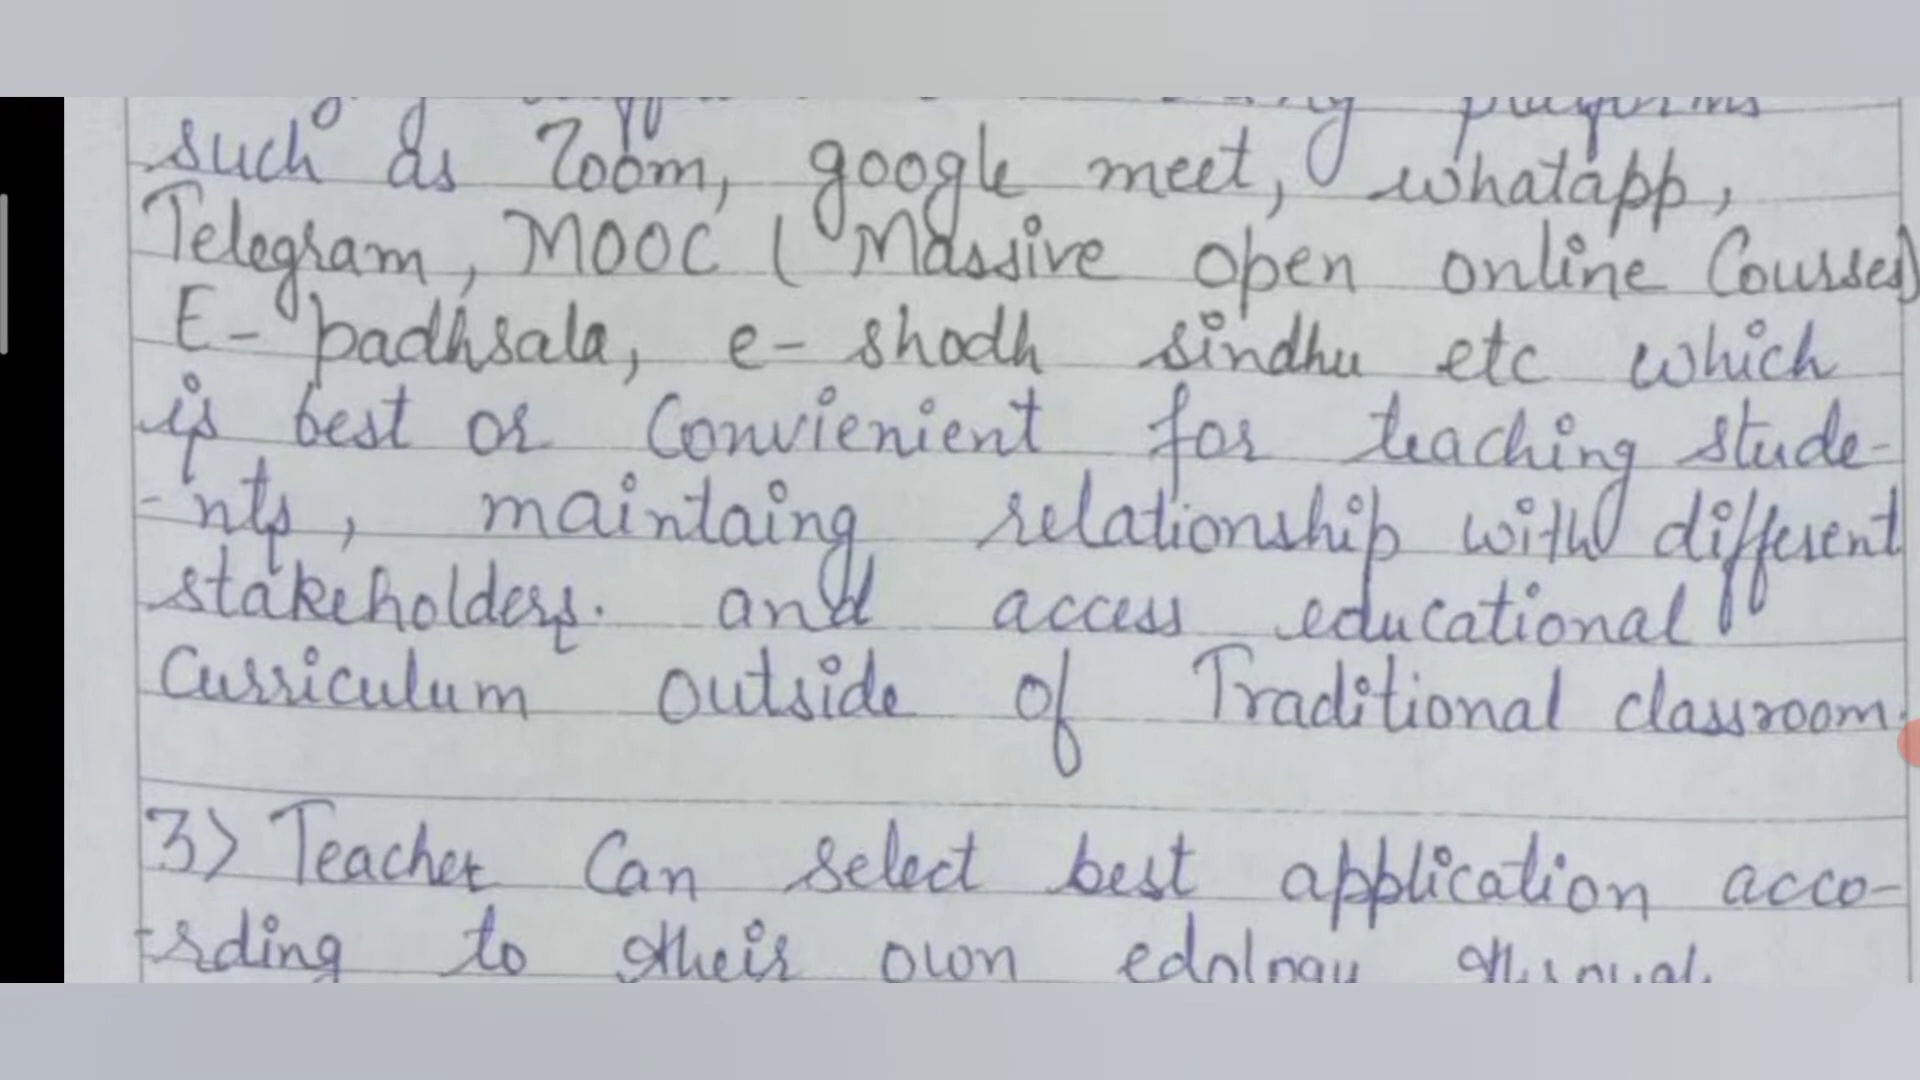 platforms
such as Zoom, google meet, whatapp,
Telegram, MOOC ( Massive open online Courses)
E- padhsala, e- shodh sindhu etc which
is best or Convienient for teaching stude-
-nts, maintaing relationship with different
stakeholders. and access educational
Curriculum outside of Traditional classroom.
3) Teacher Can select best application acco-
-rding to their own edology